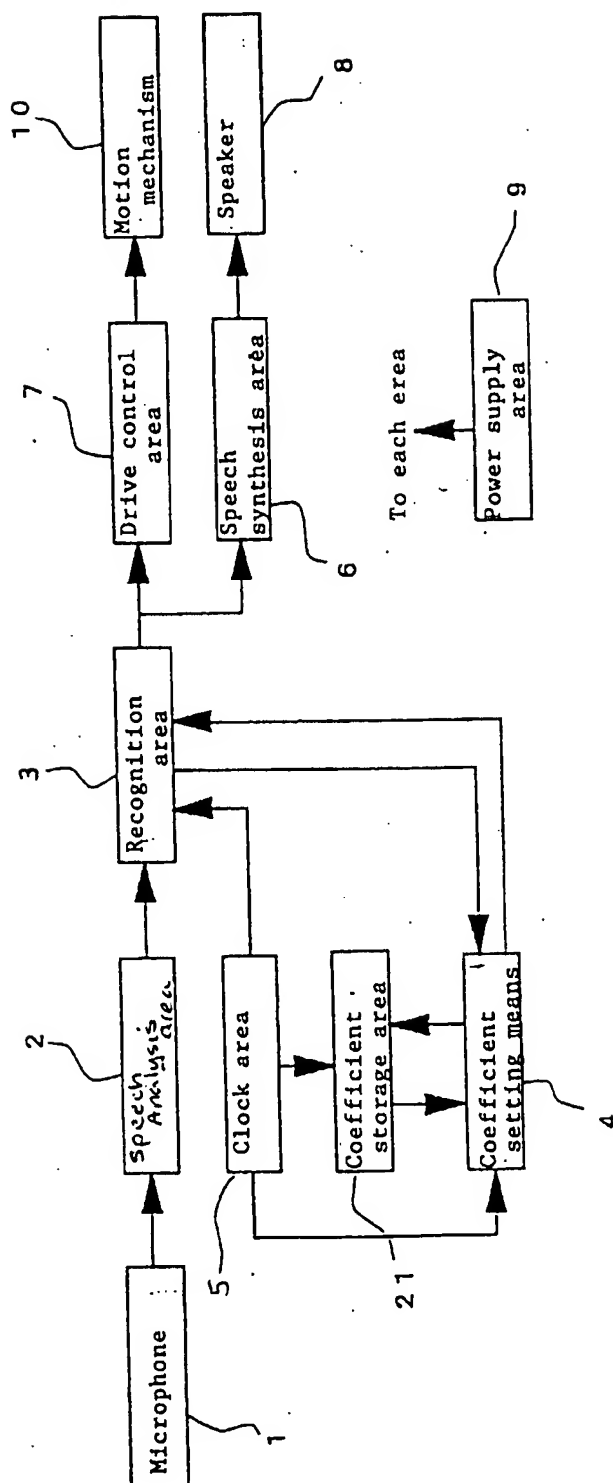 1
Microphone
2
Speech
Analysis
area
3
Recognition
area
7
Drive control
area
10
Motion
mechanism
Speech
synthesis area
6
Speaker
8
5
Clock area
Coefficient
storage area
21
Coefficient
setting means
4
To each erea
Power supply
area
9